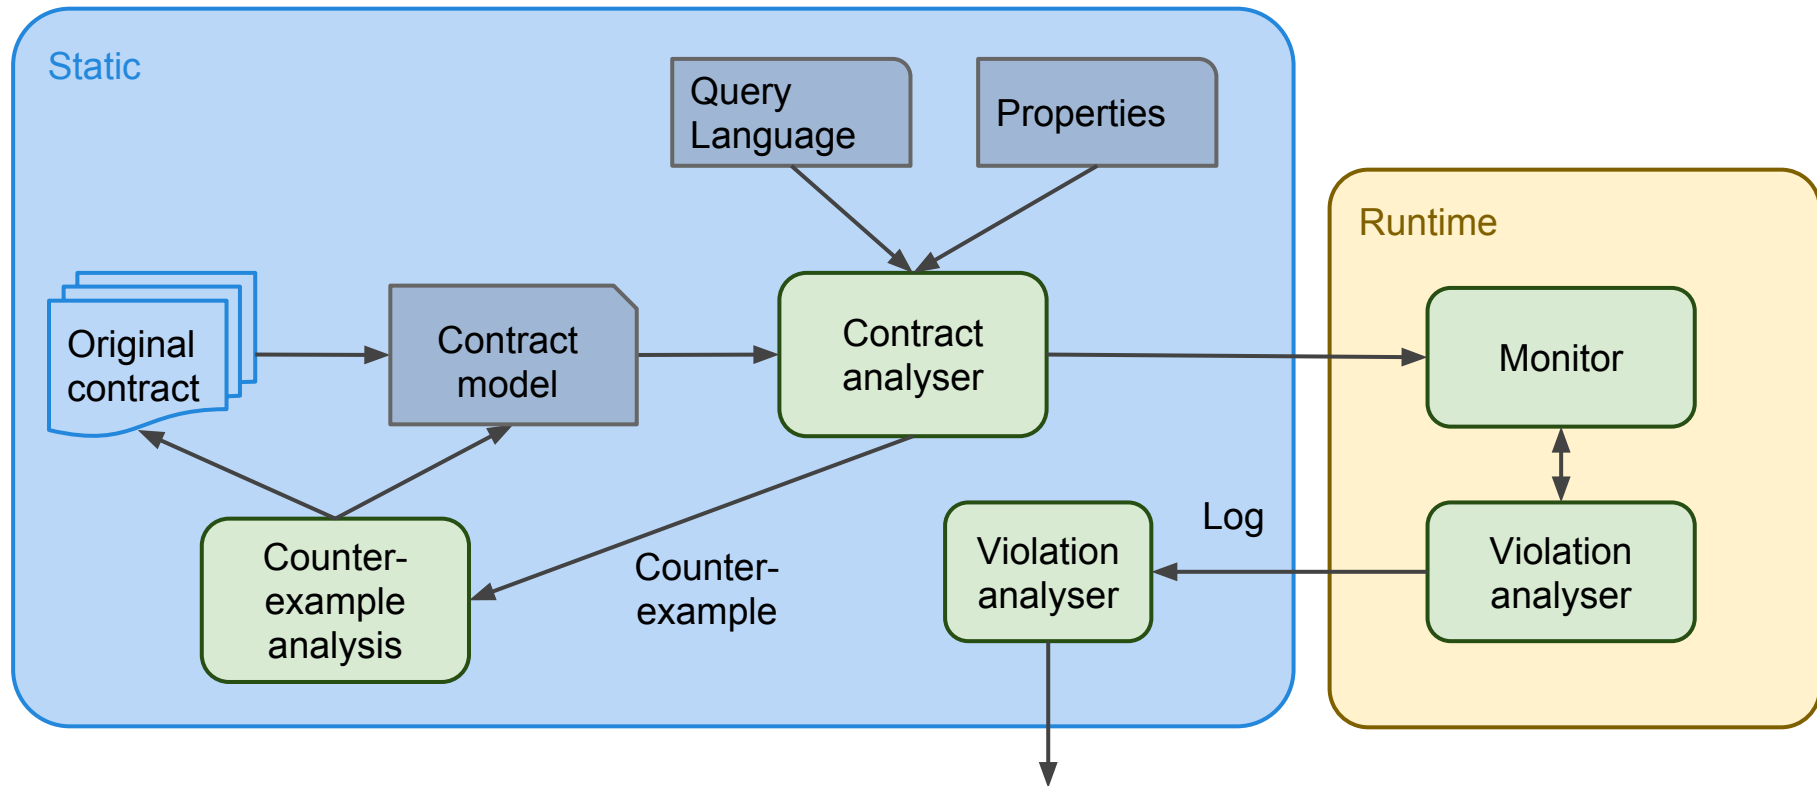 Static
Query
Language
Properties
Runtime
Original
contract
Contract
model
Contract
analyser
Monitor
Counter-
example
analysis
Counter-
example
Violation
analyser
Log
Violation
analyser